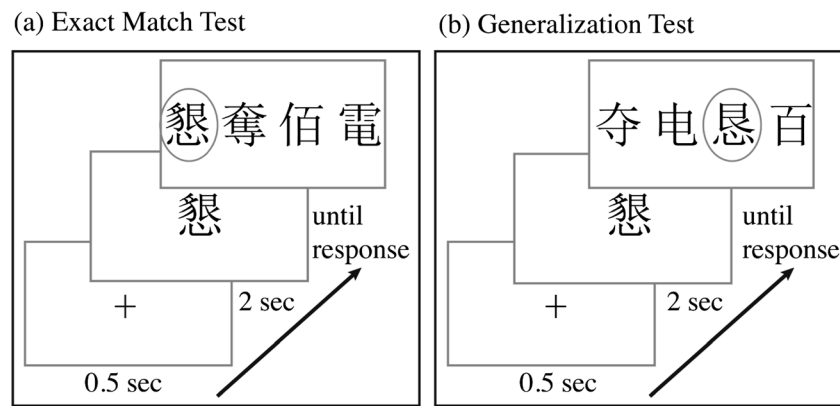 (a) Exact Match Test
懇 奪 佰 電
懇
until
response
+
2 sec
0.5 sec
(b) Generalization Test
夺 电 恳 百
懇
until
response
+
2 sec
0.5 sec